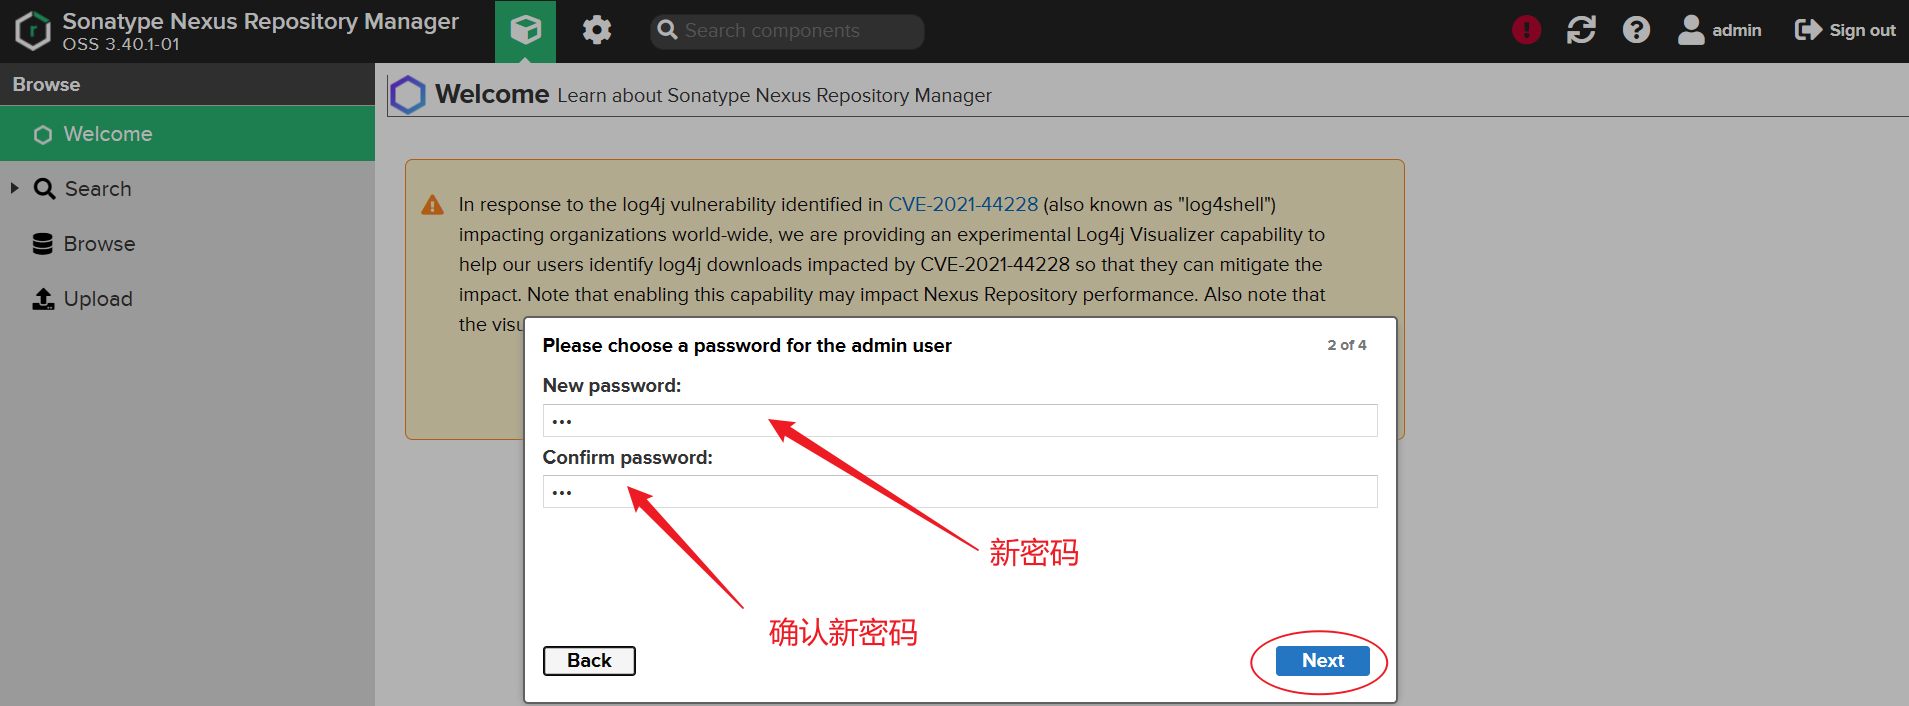 Sonatype Nexus Repository Manager
OSS 3.40.1-01
Search components
admin
Sign out
Browse
Welcome
Search
Browse
Upload
Welcome Learn about Sonatype Nexus Repository Manager
In response to the log4j vulnerability identified in CVE-2021-44228 (also known as "log4shell")
impacting organizations world-wide, we are providing an experimental Log4j Visualizer capability to
help our users identify log4j downloads impacted by CVE-2021-44228 so that they can mitigate the
impact. Note that enabling this capability may impact Nexus Repository performance. Also note that
the
Please choose a password for the admin user
2 of 4
New password:
•••
Confirm password:
•••
新密码
确认新密码
Back
Next